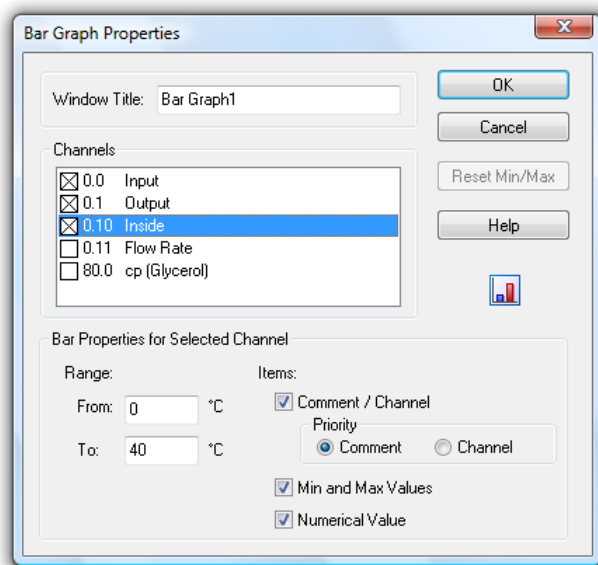 Bar Graph Properties
Window Title: Bar Graph1
OK
Cancel
Channels
0.0 Input
0.1 Output
0.10 Inside
0.11 Flow Rate
80.0 cp (Glycerol)
Reset Min/Max
Help
Bar Properties for Selected Channel
Range:
Items:
From: 0 °C
To: 40 °C
Comment / Channel
Priority
Comment Channel
Min and Max Values
Numerical Value